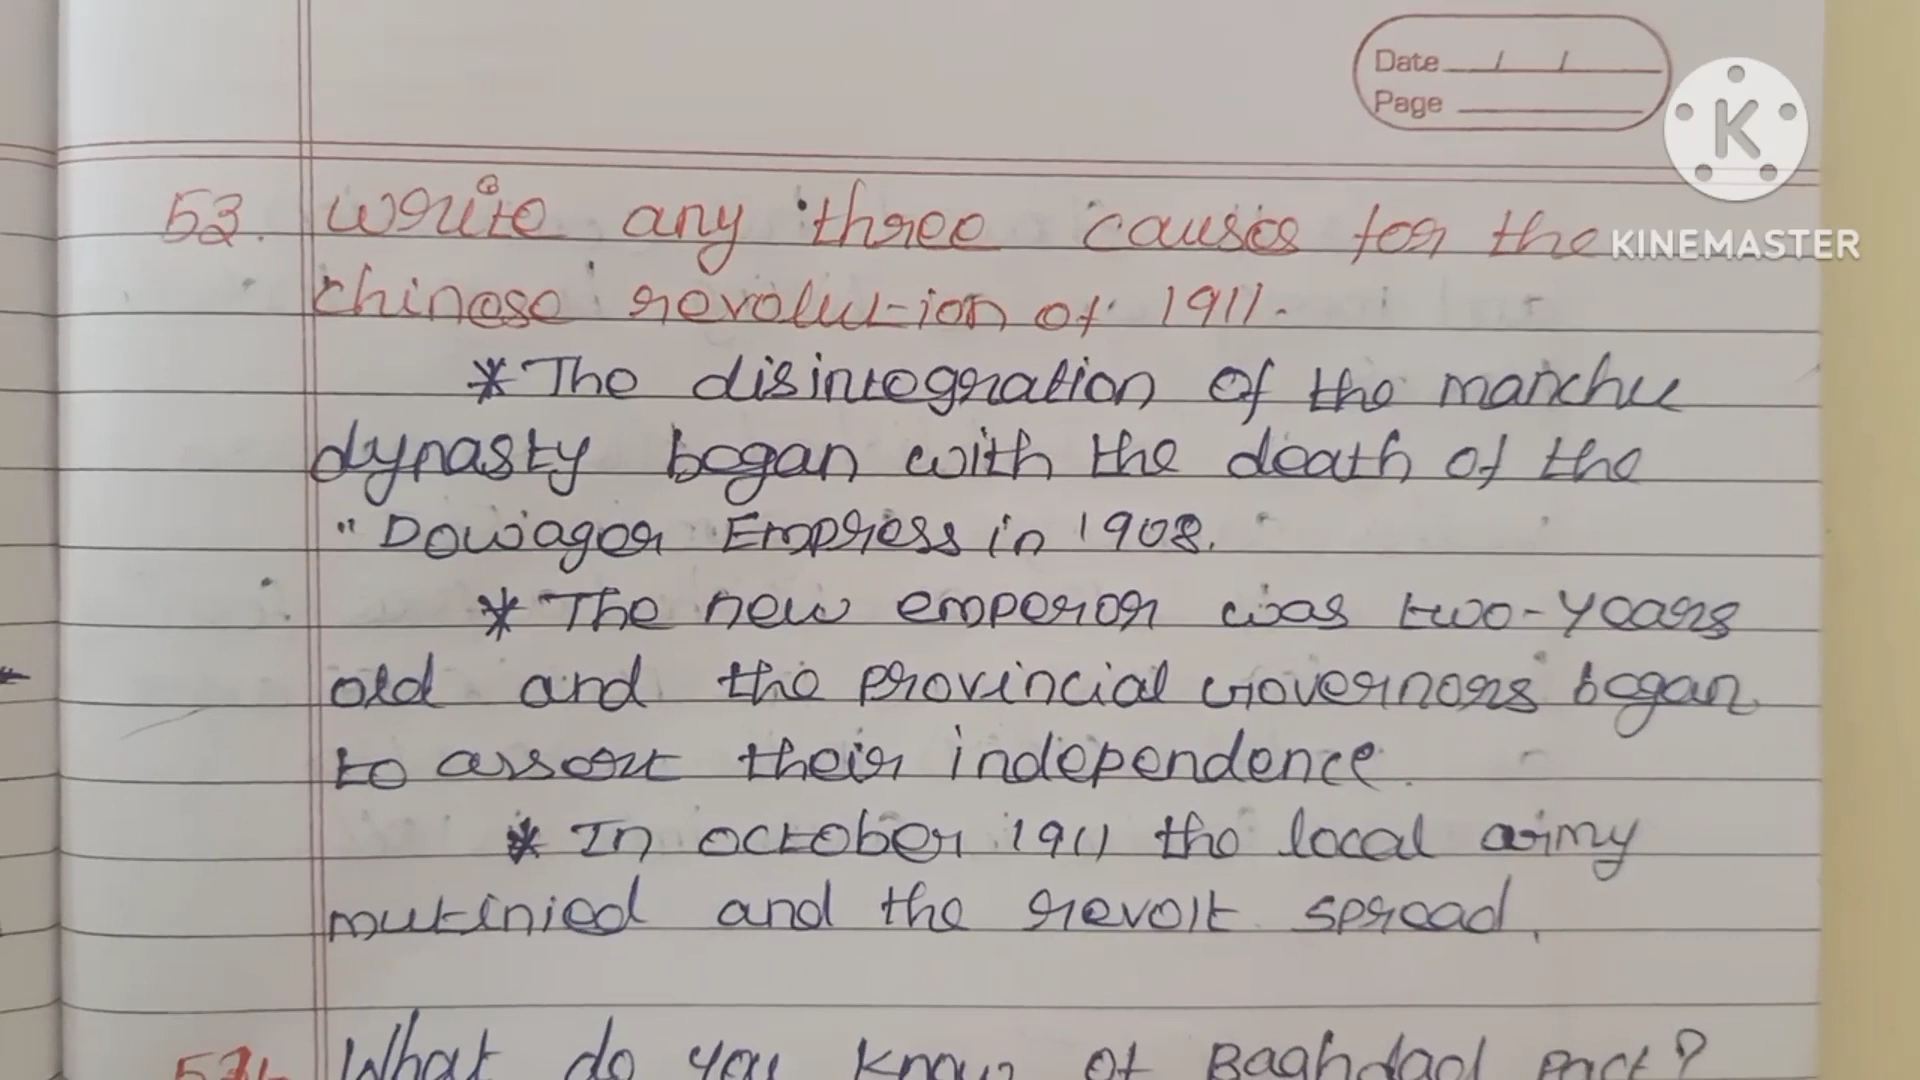 Date / /
Page
K
KINEMASTER
53. Write any three causes for the
chinese revolution of 1911.
* The disintegration of the manchu
dynasty began with the death of the
" Dowager Empress in 1908.
* The new emperor was two-years
old and the provincial Governors began
to assert their independence.
* In october 1911 the local army
mutinied and the revolt spread.
54. What do you know of Baghdad Pact?